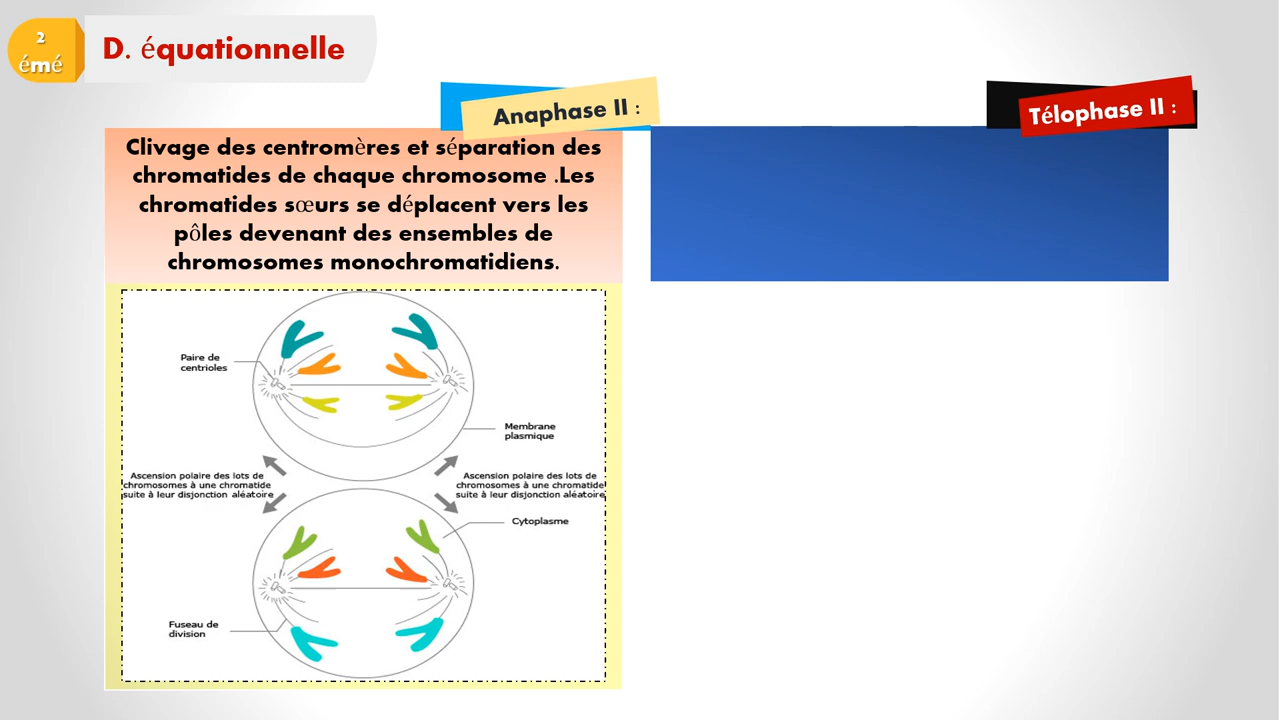 2
émé
D. équationnelle
Anaphase II :
Télophase II :
Clivage des centromères et séparation des
chromatides de chaque chromosome .Les
chromatides sœurs se déplacent vers les
pôles devenant des ensembles de
chromosomes monochromatidiens.
Paire de
centrioles
Membrane
plasmique
Ascension polaire des lots de
chromosomes à une chromatide
suite à leur disjonction aléatoire
Ascension polaire des lots de
chromosomes à une chromatide
suite à leur disjonction aléatoire
Cytoplasme
Fuseau de
division